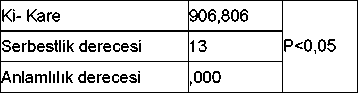 Ki- Kare 906,806
Serbestlik derecesi 13 P<0,05
Anlamlılık derecesi ,000